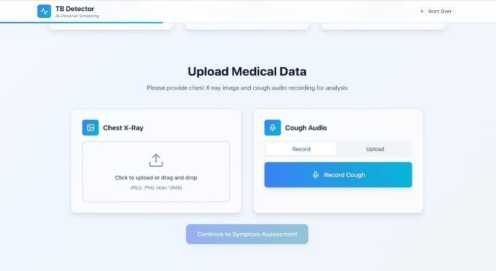 TB Detector
AI-Powered Screening
Start Over
Upload Medical Data
Please provide chest X-ray image and cough audio recording for analysis
Chest X-Ray
Click to upload or drag and drop
JPEG, PNG (max 10MB)
Cough Audio
Record
Upload
Record Cough
Continue to Symptom Assessment